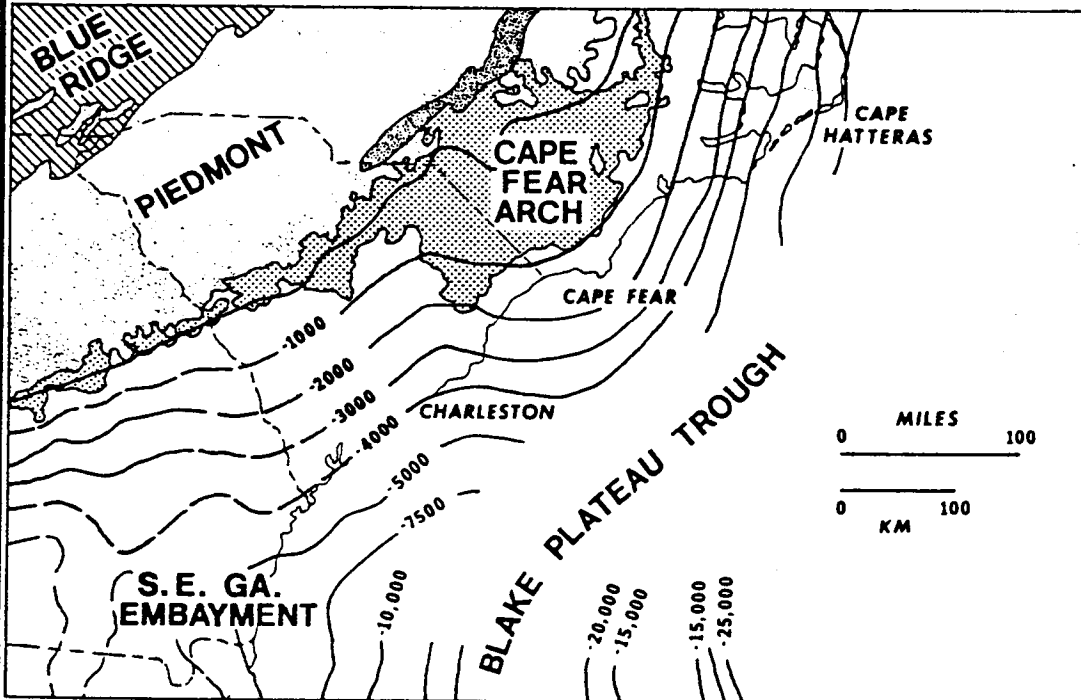 BLUE
RIDGE
PIEDMONT
CAPE
FEAR
ARCH
CAPE
HATTERAS
CAPE FEAR
-1000
-2000
-3000
CHARLESTON
-4000
-5000
-7500
BLAKE PLATEAU TROUGH
MILES
0 100
0 100
KM
S.E. GA.
EMBAYMENT
-10,000
-20,000
-15,000
-15,000
-25,000